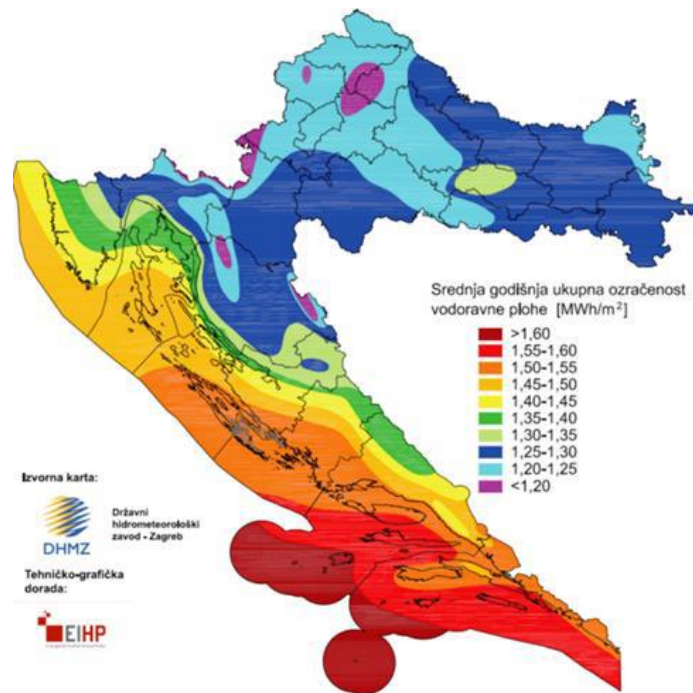 Srednja godišnja ukupna ozračenost
vodoravne plohe [MWh/m²]
>1,60
1,55-1,60
1,50-1,55
1,45-1,50
1,40-1,45
1,35-1,40
1,30-1,35
1,25-1,30
1,20-1,25
<1,20
Izvorna karta:
DHMZ
Državni
hidrometeorološki
zavod - Zagreb
Tehničko-grafička
dorada:
EIHP